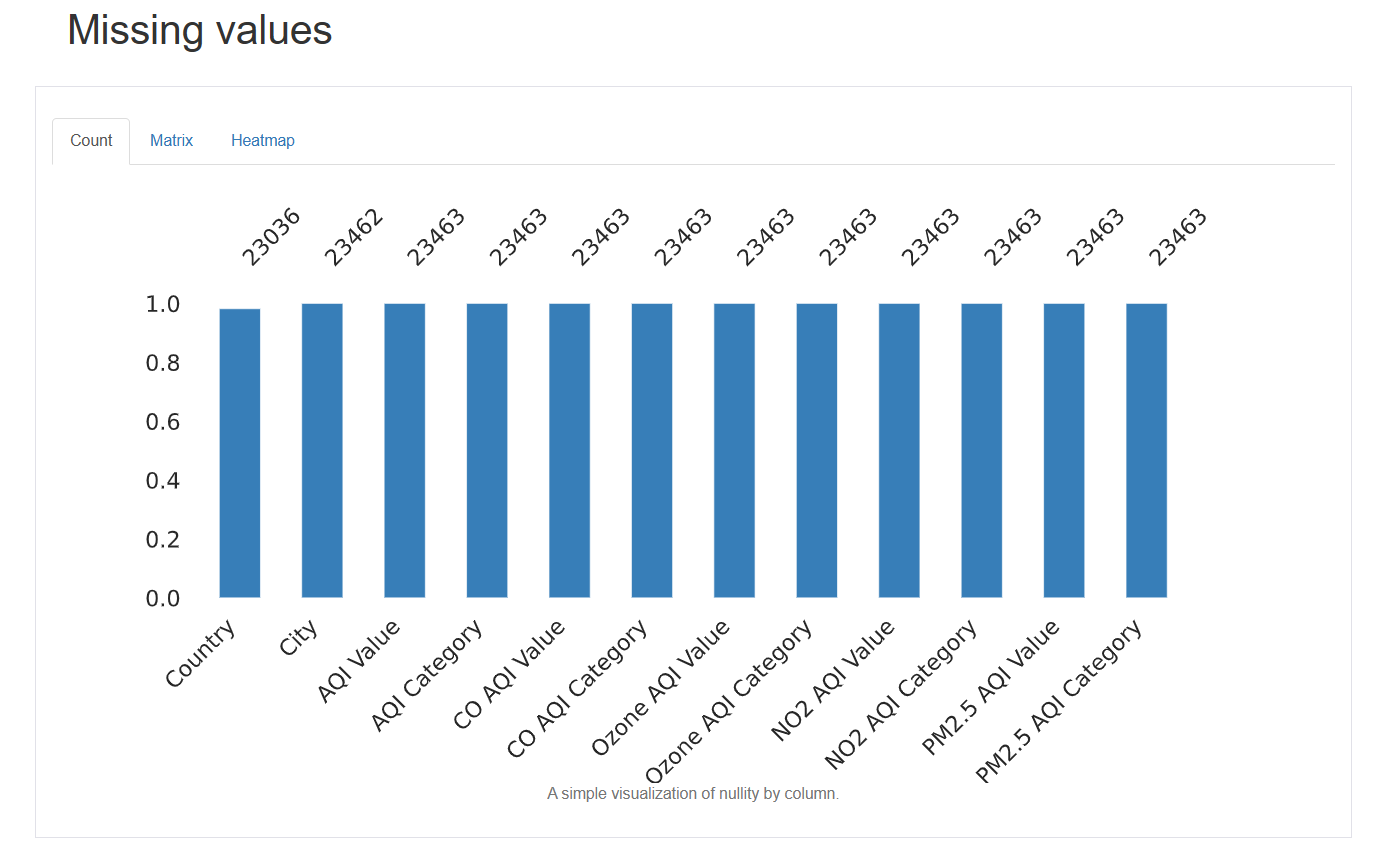 Missing values
Count
Matrix
Heatmap
23036
23462
23463
23463
23463
23463
23463
23463
23463
23463
23463
23463
1.0
0.8
0.6
0.4
0.2
0.0
Country
City
AQI Value
AQI Category
CO AQI Value
CO AQI Category
Ozone AQI Value
Ozone AQI Category
NO2 AQI Value
NO2 AQI Category
PM2.5 AQI Value
PM2.5 AQI Category
A simple visualization of nullity by column.